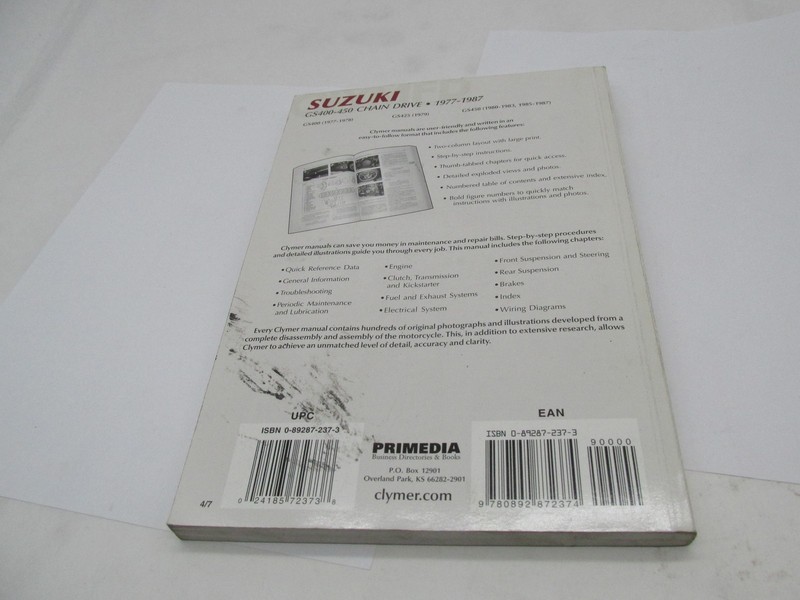 SUZUKI
GS400-450 CHAIN DRIVE • 1977-1987
GS400 (1977-1978) GS425 (1979) GS450 (1980-1983, 1985-1987)
Clymer manuals are user-friendly and written in an
easy-to-follow format that includes the following features:
• Two-column layout with large print.
• Step-by-step instructions.
• Thumb-tabbed chapters for quick access.
• Detailed exploded views and photos.
• Numbered table of contents and extensive index.
• Bold figure numbers to quickly match
instructions with illustrations and photos.
Clymer manuals can save you money in maintenance and repair bills. Step-by-step procedures
and detailed illustrations guide you through every job. This manual includes the following chapters:
• Quick Reference Data
• General Information
• Troubleshooting
• Periodic Maintenance
and Lubrication
• Engine
• Clutch, Transmission
and Kickstarter
• Fuel and Exhaust Systems
• Electrical System
• Front Suspension and Steering
• Rear Suspension
• Brakes
• Index
• Wiring Diagrams
Every Clymer manual contains hundreds of original photographs and illustrations developed from a
complete disassembly and assembly of the motorcycle. This, in addition to extensive research, allows
Clymer to achieve an unmatched level of detail, accuracy and clarity.
UPC
ISBN 0-89287-237-3
0 24185 72373 8
4/7
PRIMEDIA
Business Directories & Books
P.O. Box 12901
Overland Park, KS 66282-2901
clymer.com
EAN
ISBN 0-89287-237-3
90000
9 780892 872374